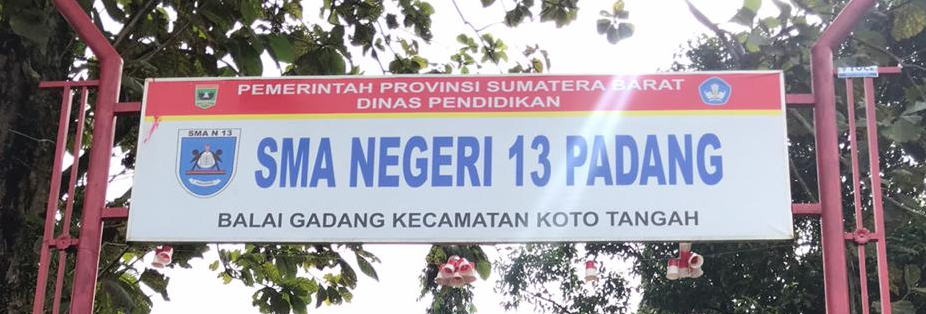 PEMERINTAH PROVINSI SUMATERA BARAT
DINAS PENDIDIKAN
SMA N 13
SMA NEGERI 13 PADANG
BALAI GADANG KECAMATAN KOTO TANGAH